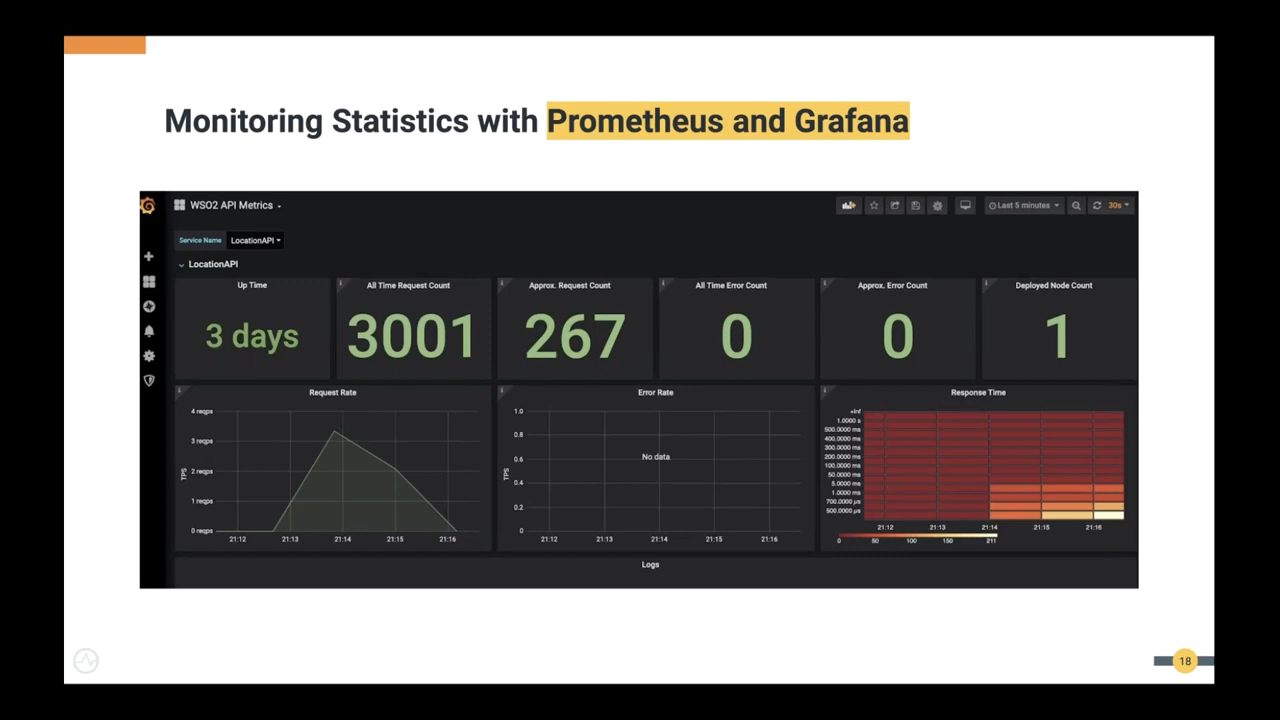 Monitoring Statistics with Prometheus and Grafana
WSO2 API Metrics
Last 5 minutes
30s
Service Name
LocationAPI
LocationAPI
Up Time
3 days
All Time Request Count
3001
Approx. Request Count
267
All Time Error Count
0
Approx. Error Count
0
Deployed Node Count
1
Request Rate
4 reqps
3 reqps
2 reqps
1 reqps
0 reqps
TPS
21:12 21:13 21:14 21:15 21:16
Error Rate
1.0
0.8
0.6
0.4
0.2
0
TPS
No data
21:12 21:13 21:14 21:15 21:16
Response Time
+Inf
1.0000 s
500.0000 ms
400.0000 ms
300.0000 ms
200.0000 ms
100.0000 ms
50.0000 ms
5.0000 ms
1.0000 ms
700.0000 µs
500.0000 µs
21:12 21:13 21:14 21:15 21:16
0 50 100 150 211
Logs
18